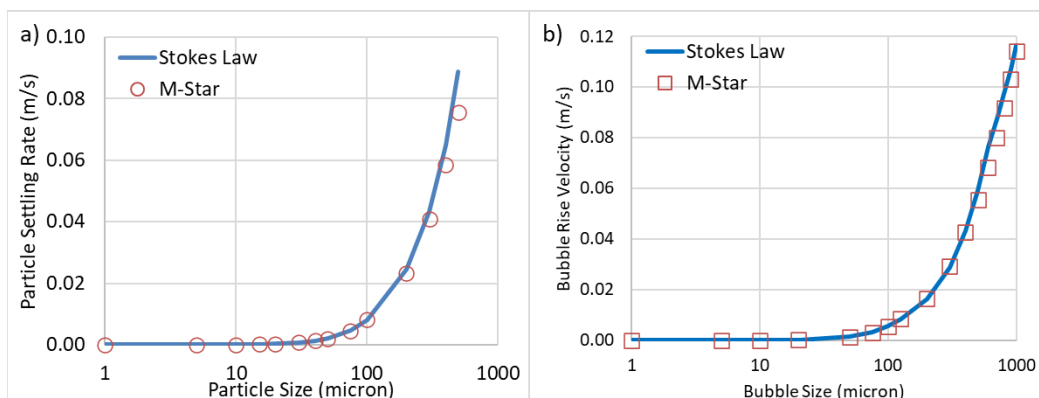 a)
0.10
0.08
0.06
0.04
0.02
0.00
Particle Settling Rate (m/s)
Stokes Law
M-Star
1
10
100
1000
Particle Size (micron)
b)
0.12
0.10
0.08
0.06
0.04
0.02
0.00
Bubble Rise Velocity (m/s)
Stokes Law
M-Star
1
10
100
1000
Bubble Size (micron)